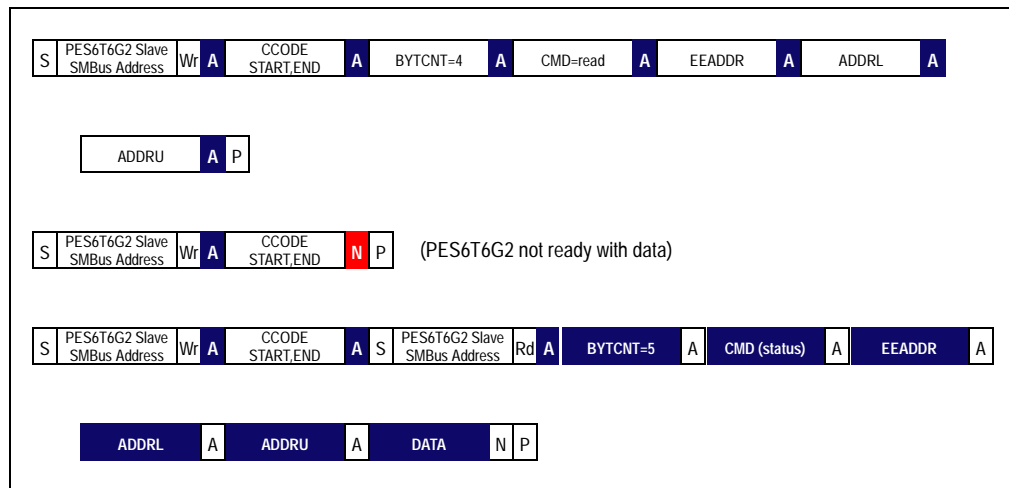 S PES6T6G2 Slave SMBus Address Wr A CCODE START,END A BYTCNT=4 A CMD=read A EEADDR A ADDRL A
ADDRU A P
S PES6T6G2 Slave SMBus Address Wr A CCODE START,END N P (PES6T6G2 not ready with data)
S PES6T6G2 Slave SMBus Address Wr A CCODE START,END A S PES6T6G2 Slave SMBus Address Rd A BYTCNT=5 A CMD (status) A EEADDR A
ADDRL A ADDRU A DATA N P